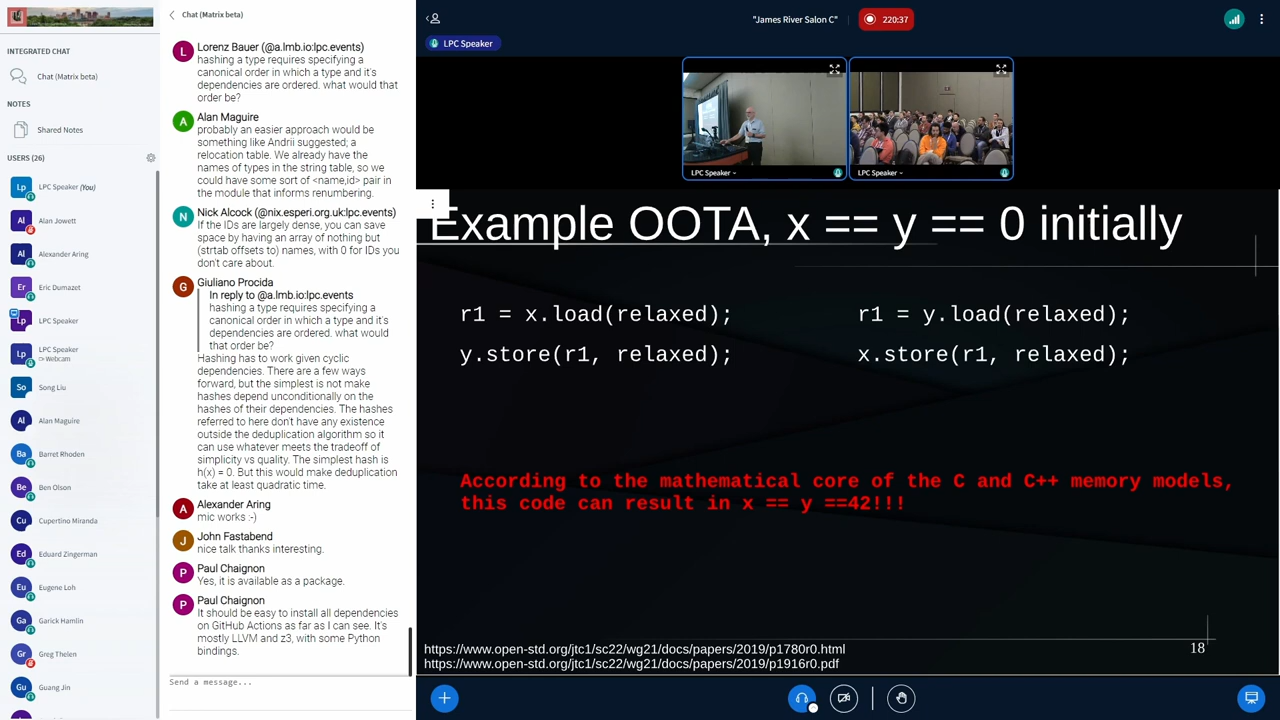 INTEGRATED CHAT
Chat (Matrix beta)
NOTES
Shared Notes
USERS (26)
Lp LPC Speaker (You)
Al Alan Jowett
Al Alexander Aring
Er Eric Dumazet
Lp LPC Speaker
Lp LPC Speaker
Webcam
So Song Liu
Al Alan Maguire
Ba Barret Rhoden
Be Ben Olson
Cu Cupertino Miranda
Ed Eduard Zingerman
Eu Eugene Loh
Ga Garick Hamlin
Gr Greg Thelen
Gu Guang Jin
Chat (Matrix beta)
L Lorenz Bauer (@a.lmb.io:lpc.events)
hashing a type requires specifying a
canonical order in which a type and it's
dependencies are ordered. what would that
order be?
A Alan Maguire
probably an easier approach would be
something like Andrii suggested; a
relocation table. We already have the
names of types in the string table, so we
could have some sort of <name,id> pair in
the module that informs renumbering.
N Nick Alcock (@nix.esperi.org.uk:lpc.events)
If the IDs are largely dense, you can save
space by having an array of nothing but
(strtab offsets to) names, with 0 for IDs you
don't care about.
G Giuliano Procida
In reply to @a.lmb.io:lpc.events
hashing a type requires specifying a
canonical order in which a type and it's
dependencies are ordered. what would
that order be?
Hashing has to work given cyclic
dependencies. There are a few ways
forward, but the simplest is not make
hashes depend unconditionally on the
hashes of their dependencies. The hashes
referred to here don't have any existence
outside the deduplication algorithm so it
can use whatever meets the tradeoff of
simplicity vs quality. The simplest hash is
h(x) = 0. But this would make deduplication
take at least quadratic time.
A Alexander Aring
mic works :-)
J John Fastabend
nice talk thanks interesting.
P Paul Chaignon
Yes, it is available as a package.
P Paul Chaignon
It should be easy to install all dependencies
on GitHub Actions as far as I can see. It's
mostly LLVM and z3, with some Python
bindings.
Send a message...
"James River Salon C"
220:37
LPC Speaker
LPC Speaker
LPC Speaker
Example OOTA, x == y == 0 initially
r1 = x.load(relaxed); r1 = y.load(relaxed);
y.store(r1, relaxed); x.store(r1, relaxed);
According to the mathematical core of the C and C++ memory models,
this code can result in x == y ==42!!!
https://www.open-std.org/jtc1/sc22/wg21/docs/papers/2019/p1780r0.html
https://www.open-std.org/jtc1/sc22/wg21/docs/papers/2019/p1916r0.pdf
18